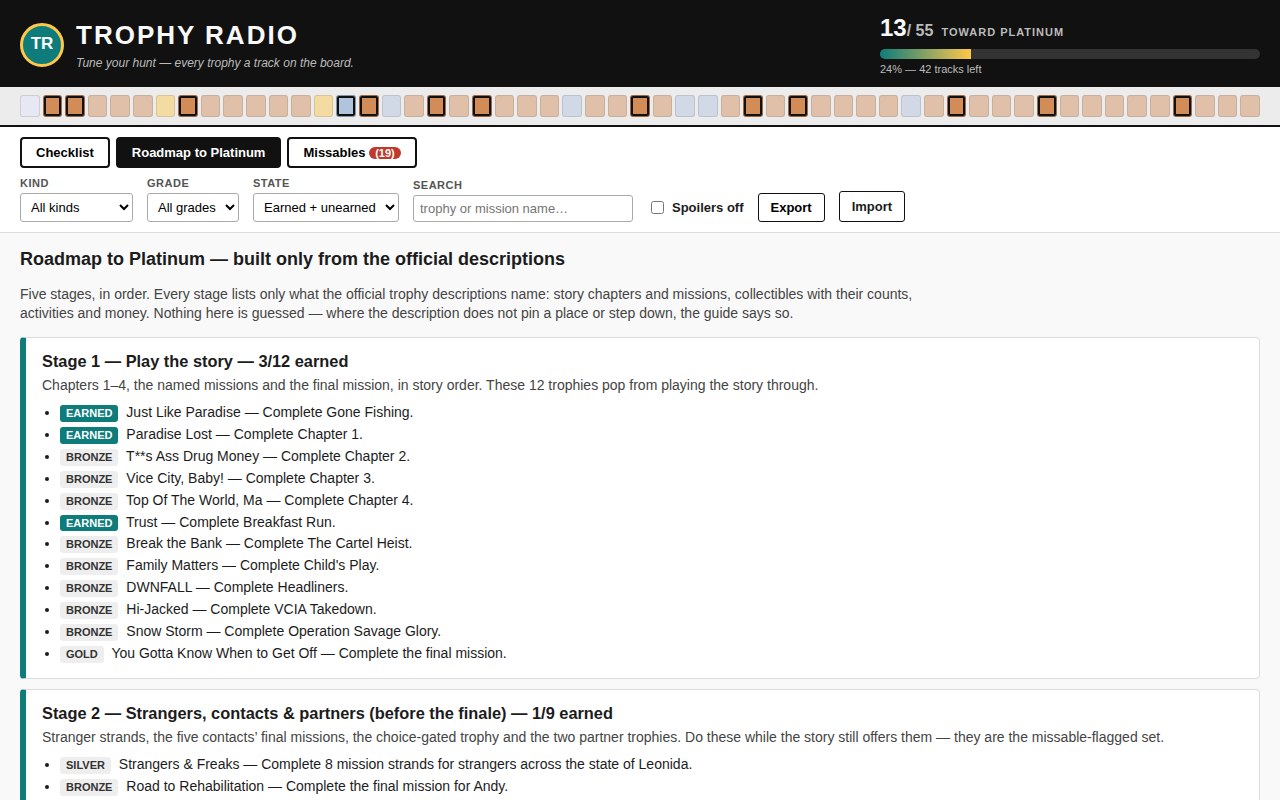 TR
TROPHY RADIO
Tune your hunt — every trophy a track on the board.
13/ 55 TOWARD PLATINUM
24% — 42 tracks left
Checklist
Roadmap to Platinum
Missables (19)
KIND
GRADE
STATE
SEARCH
All kinds
All grades
Earned + unearned
trophy or mission name…
Spoilers off
Export
Import
Roadmap to Platinum — built only from the official descriptions
Five stages, in order. Every stage lists only what the official trophy descriptions name: story chapters and missions, collectibles with their counts,
activities and money. Nothing here is guessed — where the description does not pin a place or step down, the guide says so.
Stage 1 — Play the story — 3/12 earned
Chapters 1–4, the named missions and the final mission, in story order. These 12 trophies pop from playing the story through.
EARNED Just Like Paradise — Complete Gone Fishing.
EARNED Paradise Lost — Complete Chapter 1.
BRONZE T**s Ass Drug Money — Complete Chapter 2.
BRONZE Vice City, Baby! — Complete Chapter 3.
BRONZE Top Of The World, Ma — Complete Chapter 4.
EARNED Trust — Complete Breakfast Run.
BRONZE Break the Bank — Complete The Cartel Heist.
BRONZE Family Matters — Complete Child's Play.
BRONZE DWNFALL — Complete Headliners.
BRONZE Hi-Jacked — Complete VCIA Takedown.
BRONZE Snow Storm — Complete Operation Savage Glory.
GOLD You Gotta Know When to Get Off — Complete the final mission.
Stage 2 — Strangers, contacts & partners (before the finale) — 1/9 earned
Stranger strands, the five contacts’ final missions, the choice-gated trophy and the two partner trophies. Do these while the story still offers them — they are the missable-flagged set.
SILVER Strangers & Freaks — Complete 8 mission strands for strangers across the state of Leonida.
BRONZE Road to Rehabilitation — Complete the final mission for Andy.